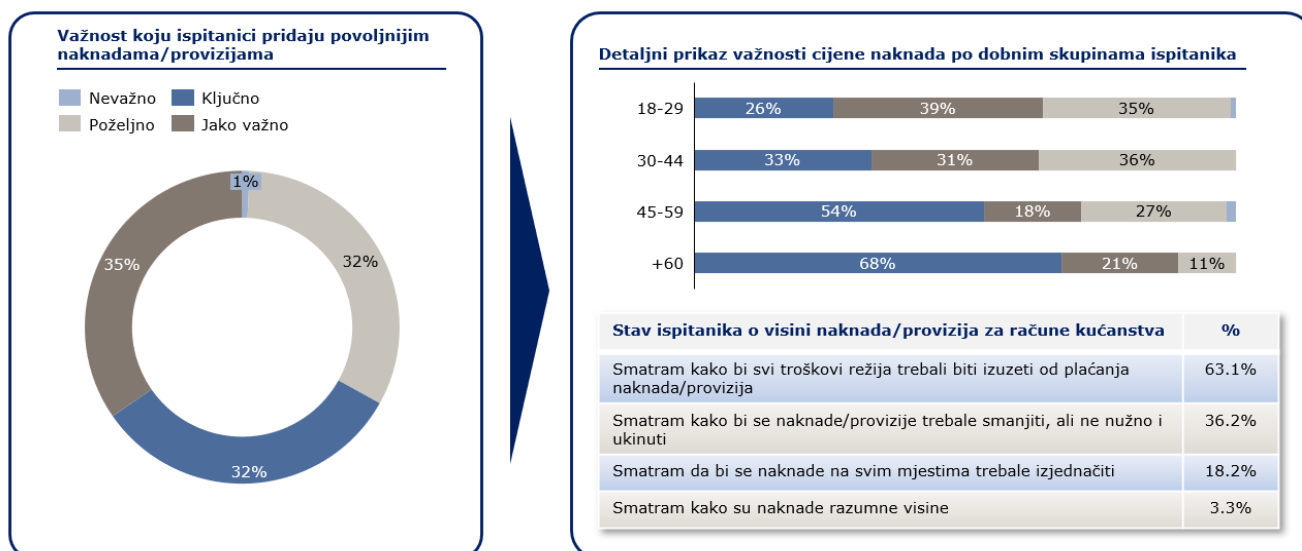 Važnost koju ispitanici pridaju povoljnijim
naknadama/provizijama
Nevažno
Ključno
Poželjno
Jako važno
1%
32%
35%
32%
Detaljni prikaz važnosti cijene naknada po dobnim skupinama ispitanika
18-29
26%
39%
35%
30-44
33%
31%
36%
45-59
54%
18%
27%
+60
68%
21%
11%
Stav ispitanika o visini naknada/provizija za račune kućanstva
%
Smatram kako bi svi troškovi režija trebali biti izuzeti od plaćanja
naknada/provizija
63.1%
Smatram kako bi se naknade/provizije trebale smanjiti, ali ne nužno i
ukinuti
36.2%
Smatram da bi se naknade na svim mjestima trebale izjednačiti
18.2%
Smatram kako su naknade razumne visine
3.3%